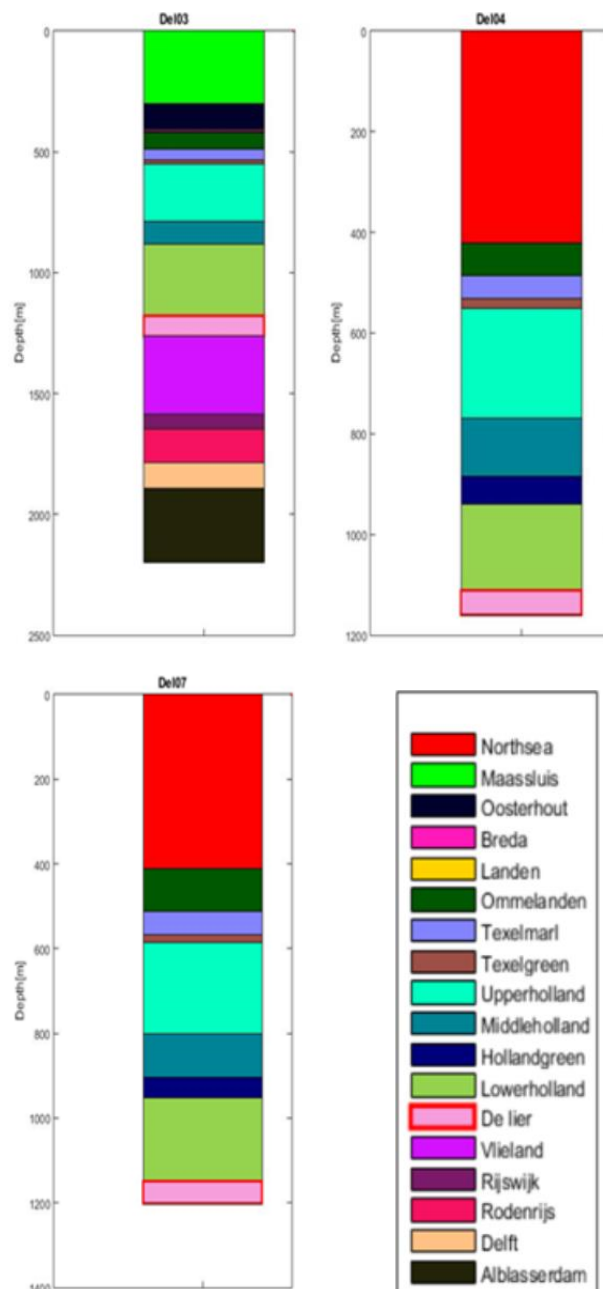 Del03
0
500
1000
1500
2000
2500
Depth[m]
Del04
0
200
400
600
800
1000
1200
Depth[m]
Del07
0
200
400
600
800
1000
1200
1400
Depth[m]
Northsea
Maassluis
Oosterhout
Breda
Landen
Ommelanden
Texelmarl
Texelgreen
Upperholland
Middleholland
Hollandgreen
Lowerholland
De lier
Vlieland
Rijswijk
Rodenrijs
Delft
Alblasserdam